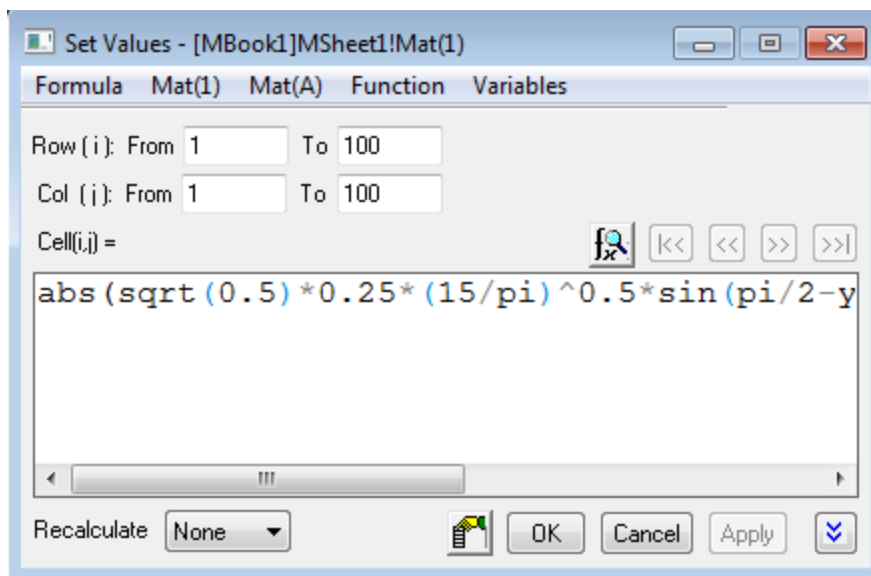 Set Values - [MBook1]MSheet1!Mat(1)
Formula Mat(1) Mat(A) Function Variables
Row ( i ): From 1 To 100
Col ( j ): From 1 To 100
Cell(i,j) =
abs(sqrt(0.5)*0.25*(15/pi)^0.5*sin(pi/2-y
Recalculate None OK Cancel Apply